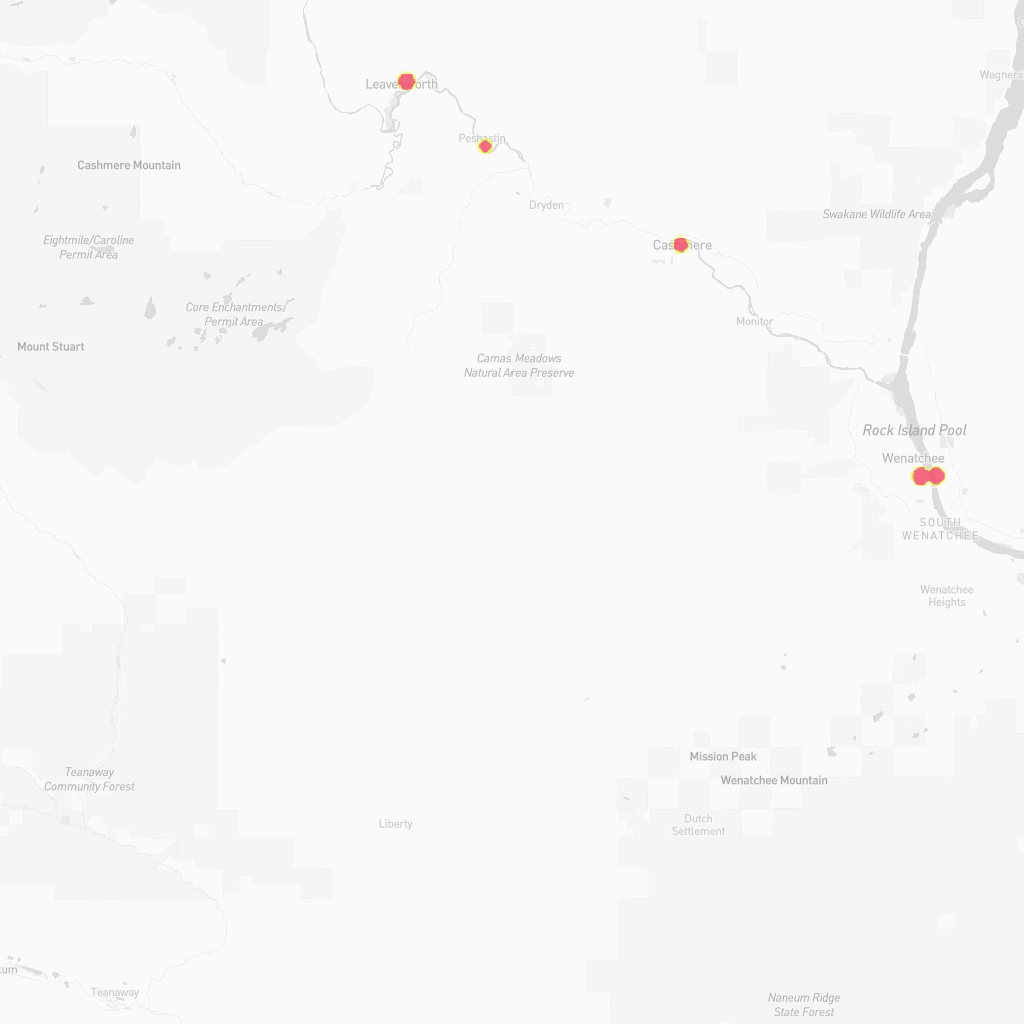 Wagners
Leavenworth
Peshastin
Cashmere Mountain
Dryden
Swakane Wildlife Area
Eightmile/Caroline
Permit Area
Cashmere
Core Enchantments
Permit Area
Monitor
Mount Stuart
Camas Meadows
Natural Area Preserve
Rock Island Pool
Wenatchee
SOUTH
WENATCHEE
Wenatchee
Heights
Mission Peak
Wenatchee Mountain
Teanaway
Community Forest
Liberty
Dutch
Settlement
lum
Teanaway
Naneum Ridge
State Forest